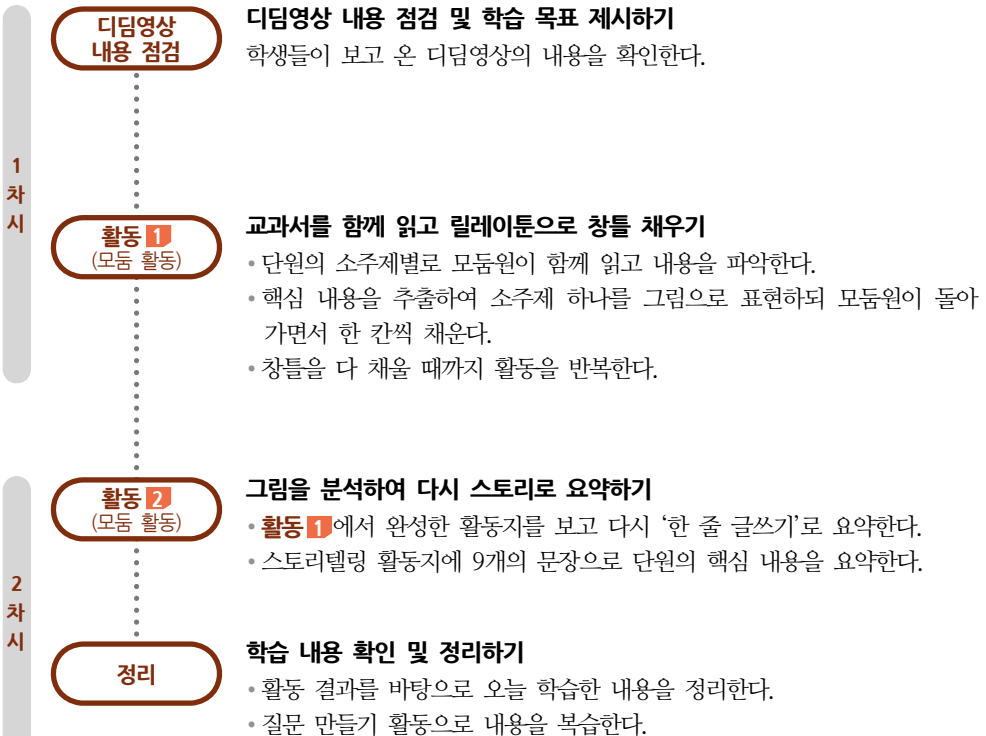 디딤영상
내용 점검
디딤영상 내용 점검 및 학습 목표 제시하기
학생들이 보고 온 디딤영상의 내용을 확인한다.
1
차
시
활동 1
(모둠 활동)
교과서를 함께 읽고 릴레이툰으로 창틀 채우기
• 단원의 소주제별로 모둠원이 함께 읽고 내용을 파악한다.
• 핵심 내용을 추출하여 소주제 하나를 그림으로 표현하되 모둠원이 돌아
가면서 한 칸씩 채운다.
• 창틀을 다 채울 때까지 활동을 반복한다.
활동 2
(모둠 활동)
그림을 분석하여 다시 스토리로 요약하기
• 활동 1에서 완성한 활동지를 보고 다시 ‘한 줄 글쓰기’로 요약한다.
• 스토리텔링 활동지에 9개의 문장으로 단원의 핵심 내용을 요약한다.
2
차
시
정리
학습 내용 확인 및 정리하기
• 활동 결과를 바탕으로 오늘 학습한 내용을 정리한다.
• 질문 만들기 활동으로 내용을 복습한다.